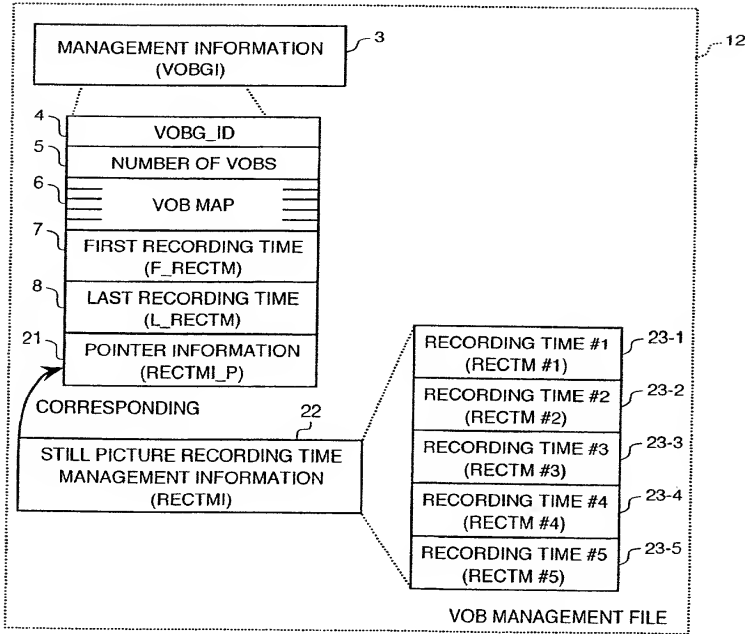 MANAGEMENT INFORMATION
(VOBGI)
3
12
4
VOBG_ID
5
NUMBER OF VOBS
6
VOB MAP
7
FIRST RECORDING TIME
(F_RECTM)
8
LAST RECORDING TIME
(L_RECTM)
21
POINTER INFORMATION
(RECTMI_P)
CORRESPONDING
22
STILL PICTURE RECORDING TIME
MANAGEMENT INFORMATION
(RECTMI)
RECORDING TIME #1
(RECTM #1)
23-1
RECORDING TIME #2
(RECTM #2)
23-2
RECORDING TIME #3
(RECTM #3)
23-3
RECORDING TIME #4
(RECTM #4)
23-4
RECORDING TIME #5
(RECTM #5)
23-5
VOB MANAGEMENT FILE